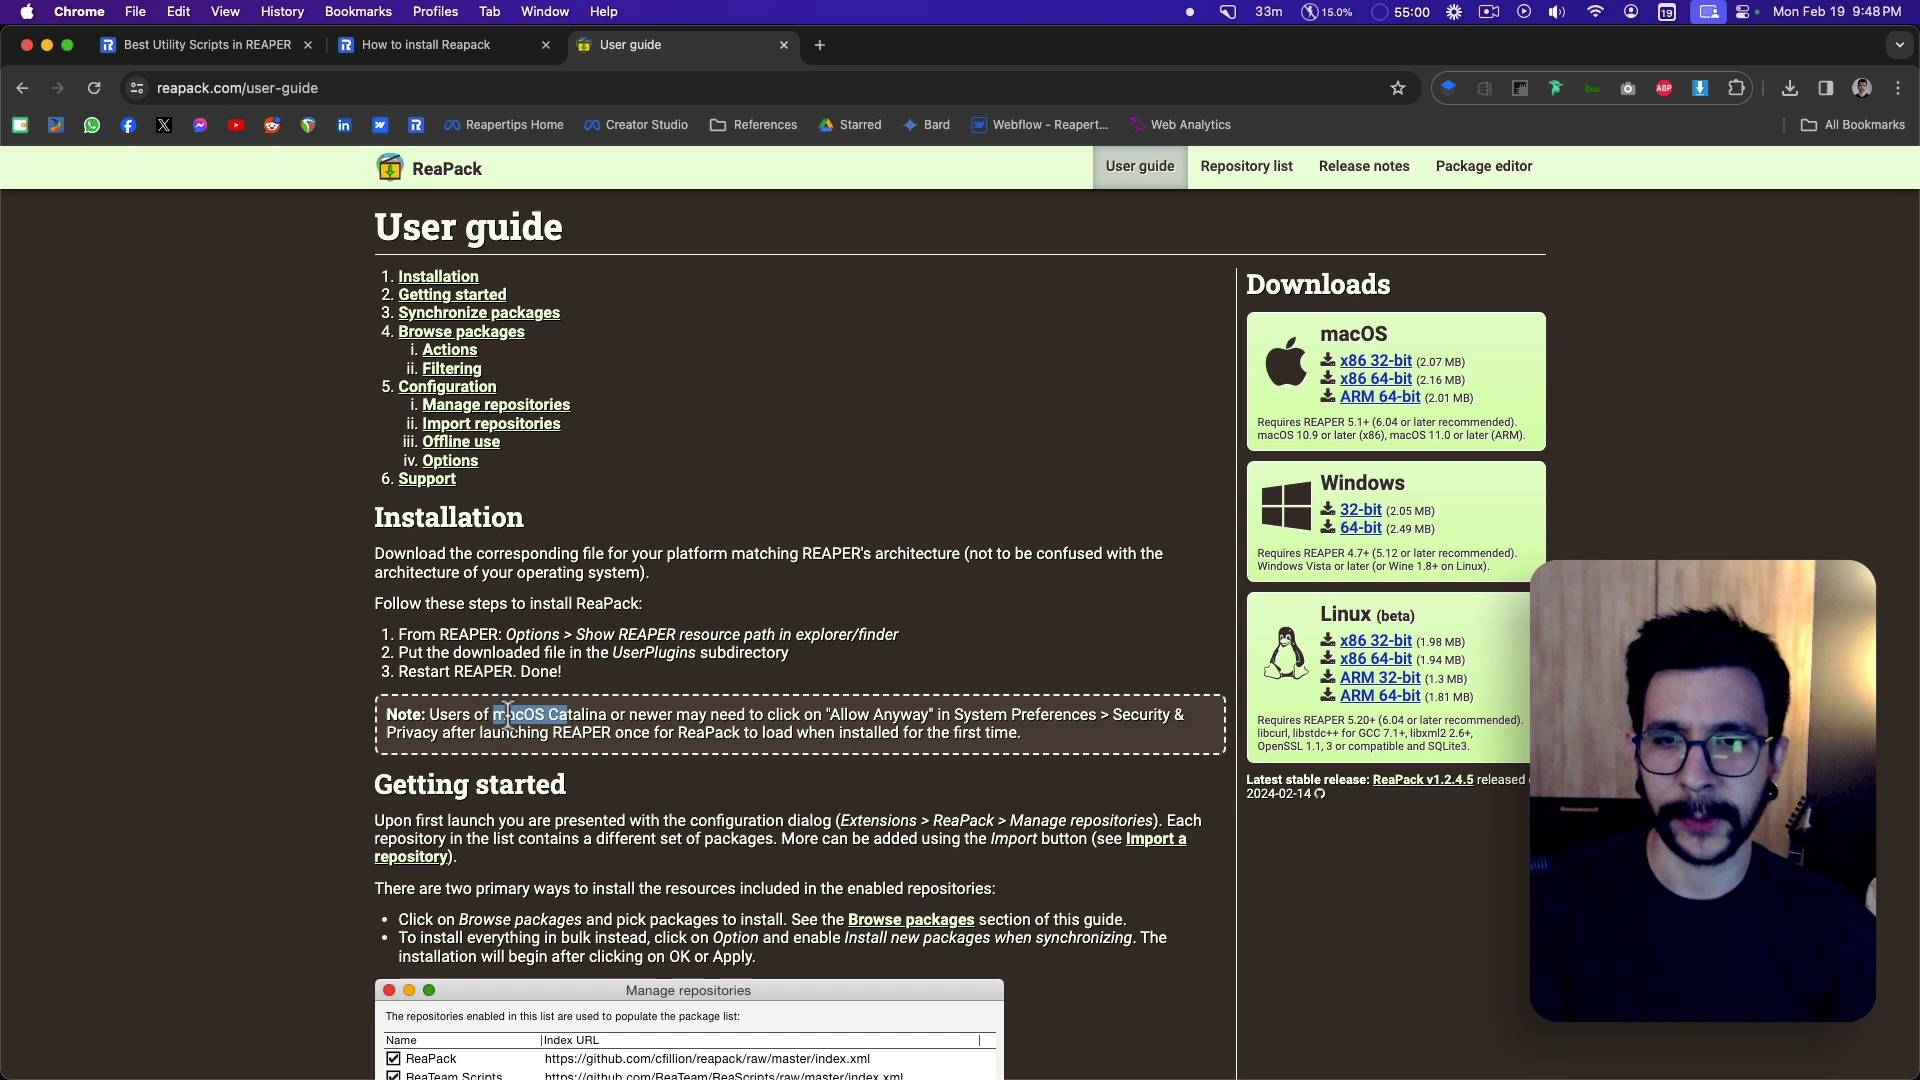 Chrome File Edit View History Bookmarks Profiles Tab Window Help
33m 15.0% 55:00 19 Mon Feb 19 9:48 PM
Best Utility Scripts in REAPER
How to install Reapack
User guide
reapack.com/user-guide
ABP
Reapertips Home Creator Studio References Starred Bard Webflow - Reapert... Web Analytics All Bookmarks
ReaPack
User guide Repository list Release notes Package editor
User guide
1. Installation
2. Getting started
3. Synchronize packages
4. Browse packages
i. Actions
ii. Filtering
5. Configuration
i. Manage repositories
ii. Import repositories
iii. Offline use
iv. Options
6. Support
Installation
Download the corresponding file for your platform matching REAPER's architecture (not to be confused with the
architecture of your operating system).
Follow these steps to install ReaPack:
1. From REAPER: Options > Show REAPER resource path in explorer/finder
2. Put the downloaded file in the UserPlugins subdirectory
3. Restart REAPER. Done!
Note: Users of macOS Catalina or newer may need to click on "Allow Anyway" in System Preferences > Security &
Privacy after launching REAPER once for ReaPack to load when installed for the first time.
Getting started
Upon first launch you are presented with the configuration dialog (Extensions > ReaPack > Manage repositories). Each
repository in the list contains a different set of packages. More can be added using the Import button (see Import a
repository).
There are two primary ways to install the resources included in the enabled repositories:
• Click on Browse packages and pick packages to install. See the Browse packages section of this guide.
• To install everything in bulk instead, click on Option and enable Install new packages when synchronizing. The
installation will begin after clicking on OK or Apply.
Manage repositories
The repositories enabled in this list are used to populate the package list:
Name Index URL
ReaPack https://github.com/cfillion/reapack/raw/master/index.xml
ReaTeam Scripts https://github.com/ReaTeam/ReaScripts/raw/master/index.xml
Downloads
macOS
x86 32-bit (2.07 MB)
x86 64-bit (2.16 MB)
ARM 64-bit (2.01 MB)
Requires REAPER 5.1+ (6.04 or later recommended).
macOS 10.9 or later (x86), macOS 11.0 or later (ARM).
Windows
32-bit (2.05 MB)
64-bit (2.49 MB)
Requires REAPER 4.7+ (5.12 or later recommended).
Windows Vista or later (or Wine 1.8+ on Linux).
Linux (beta)
x86 32-bit (1.98 MB)
x86 64-bit (1.94 MB)
ARM 32-bit (1.3 MB)
ARM 64-bit (1.81 MB)
Requires REAPER 5.20+ (6.04 or later recommended).
libcurl, libstdc++ for GCC 7.1+, libxml2 2.6+,
OpenSSL 1.1, 3 or compatible and SQLite3.
Latest stable release: ReaPack v1.2.4.5 released
2024-02-14